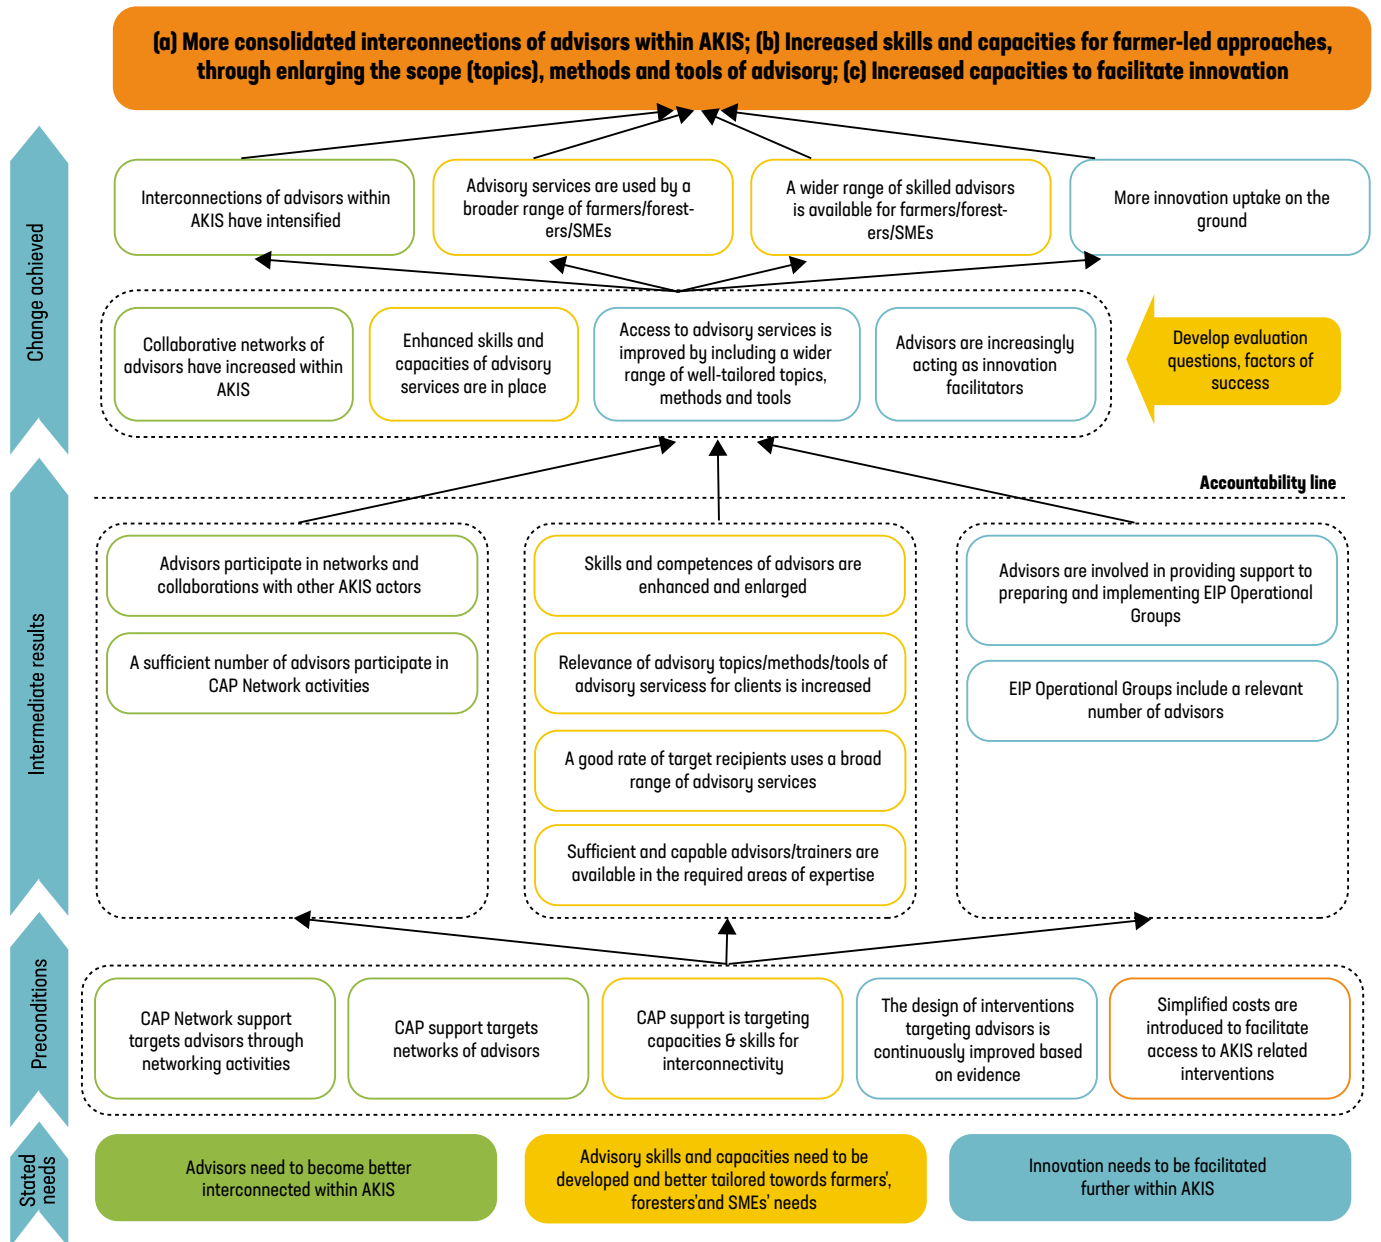 (a) More consolidated interconnections of advisors within AKIS; (b) Increased skills and capacities for farmer-led approaches,
through enlarging the scope (topics), methods and tools of advisory; (c) Increased capacities to facilitate innovation
Change achieved
Interconnections of advisors within
AKIS have intensified
Advisory services are used by a
broader range of farmers/forest-
ers/SMEs
A wider range of skilled advisors
is available for farmers/forest-
ers/SMEs
More innovation uptake on the
ground
Collaborative networks of
advisors have increased within
AKIS
Enhanced skills and
capacities of advisory
services are in place
Access to advisory services is
improved by including a wider
range of well-tailored topics,
methods and tools
Advisors are increasingly
acting as innovation
facilitators
Develop evaluation
questions, factors of
success
Accountability line
Intermediate results
Advisors participate in networks and
collaborations with other AKIS actors
A sufficient number of advisors participate in
CAP Network activities
Skills and competences of advisors are
enhanced and enlarged
Relevance of advisory topics/methods/tools of
advisory servicess for clients is increased
A good rate of target recipients uses a broad
range of advisory services
Sufficient and capable advisors/trainers are
available in the required areas of expertise
Advisors are involved in providing support to
preparing and implementing EIP Operational
Groups
EIP Operational Groups include a relevant
number of advisors
Preconditions
CAP Network support
targets advisors through
networking activities
CAP support targets
networks of advisors
CAP support is targeting
capacities & skills for
interconnectivity
The design of interventions
targeting advisors is
continuously improved based
on evidence
Simplified costs are
introduced to facilitate
access to AKIS related
interventions
Stated
needs
Advisors need to become better
interconnected within AKIS
Advisory skills and capacities need to be
developed and better tailored towords farmers',
foresters'and SMEs' needs
Innovation needs to be facilitated
further within AKIS